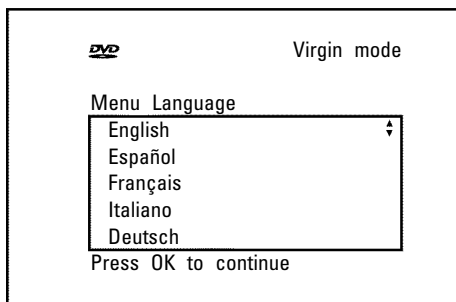 DVD Virgin mode
Menu Language
English
Español
Français
Italiano
Deutsch
Press OK to continue